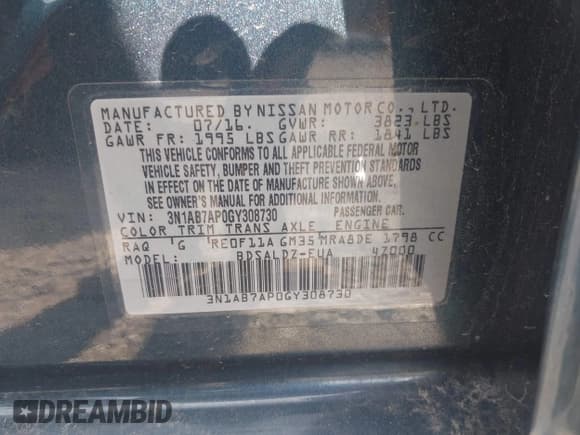 MANUFACTURED BY NISSAN MOTOR CO., LTD.
DATE: 07/16. GVWR: 3823 LBS
GAWR FR: 1995 LBS GAWR RR: 1841 LBS
THIS VEHICLE CONFORMS TO ALL APPLICABLE FEDERAL MOTOR
VEHICLE SAFETY, BUMPER AND THEFT PREVENTION STANDARDS
IN EFFECT ON THE DATE OF MANUFACTURE SHOWN ABOVE.
SEE OWNER'S MANUAL FOR ADDITIONAL INFORMATION.
VIN: 3N1AB7AP0GY308730 PASSENGER CAR.
COLOR TRIM TRANS AXLE ENGINE
RAQ G RE0F11A GM35 MRA8DE 1798 CC
MODEL: BDSALDZ-EUA 47000
3N1AB7AP0GY308730
DREAMBID